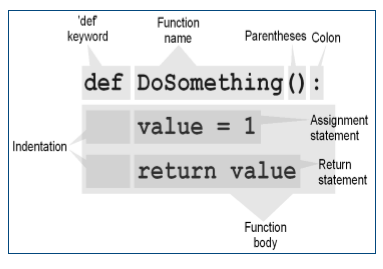 'def'
keyword
Function
name
Parentheses
Colon
def DoSomething():
value = 1
Assignment
statement
Indentation
return value
Return
statement
Function
body